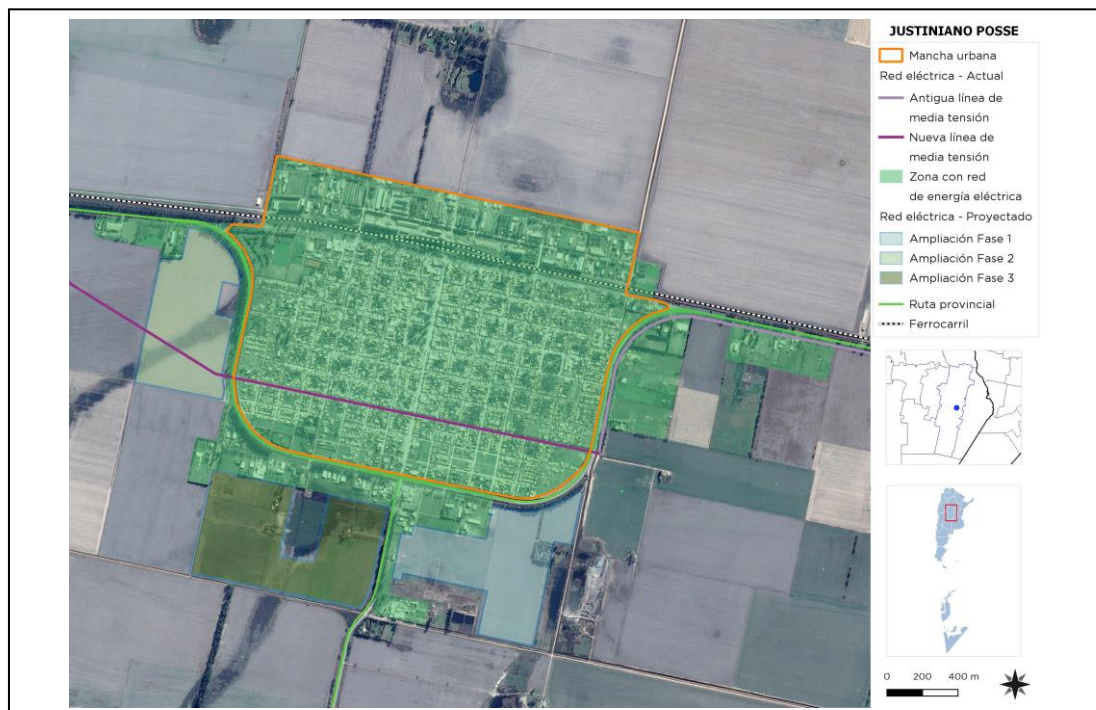 JUSTINIANO POSSE
Mancha urbana
Red eléctrica - Actual
Antigua línea de
media tensión
Nueva línea de
media tensión
Zona con red
de energía eléctrica
Red eléctrica - Proyectado
Ampliación Fase 1
Ampliación Fase 2
Ampliación Fase 3
Ruta provincial
Ferrocarril
0 200 400 m